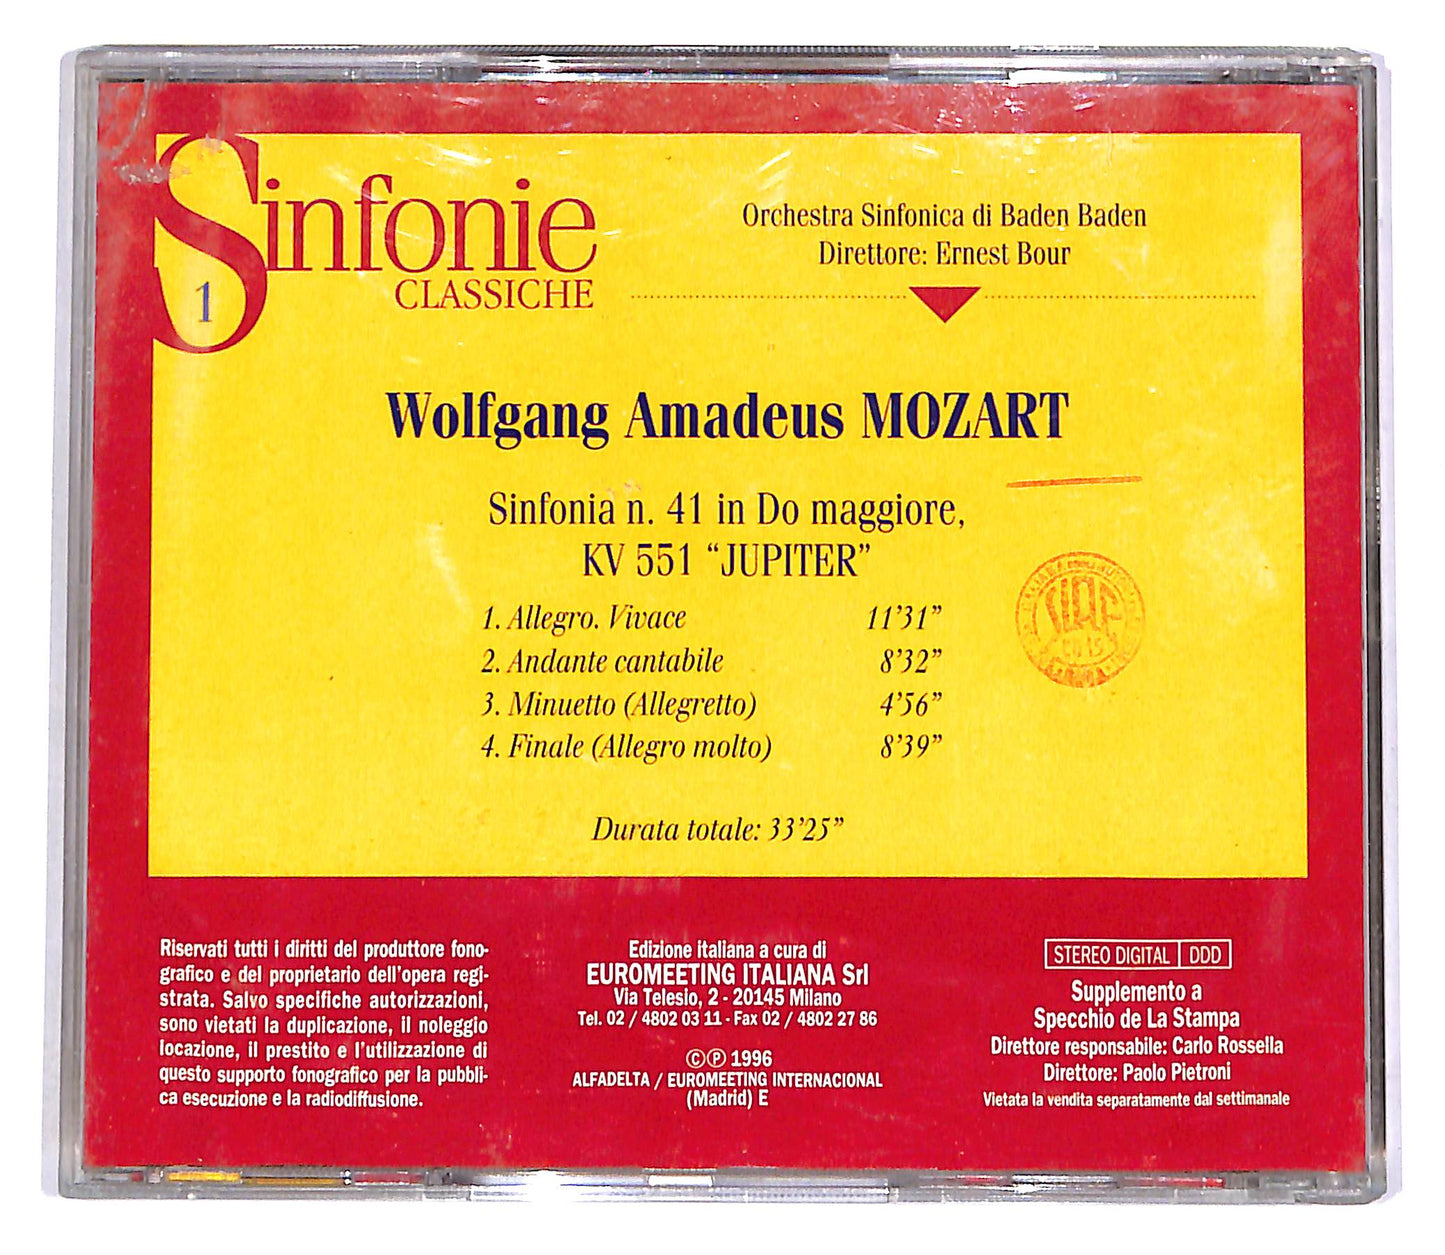 Sinfonie
CLASSICHE
1
Orchestra Sinfonica di Baden Baden
Direttore: Ernest Bour
Wolfgang Amadeus MOZART
Sinfonia n. 41 in Do maggiore,
KV 551 “JUPITER”
1. Allegro. Vivace 11’31”
2. Andante cantabile 8’32”
3. Minuetto (Allegretto) 4’56”
4. Finale (Allegro molto) 8’39”
Durata totale: 33’25”
SIAE
Riservati tutti i diritti del produttore fono-
grafico e del proprietario dell’opera regi-
strata. Salvo specifiche autorizzazioni,
sono vietati la duplicazione, il noleggio
locazione, il prestito e l’utilizzazione di
questo supporto fonografico per la pubbli-
ca esecuzione e la radiodiffusione.
Edizione italiana a cura di
EUROMEETING ITALIANA Srl
Via Telesio, 2 - 20145 Milano
Tel. 02 / 4802 03 11 - Fax 02 / 4802 27 86
©℗ 1996
ALFADELTA / EUROMEETING INTERNACIONAL
(Madrid) E
STEREO DIGITAL DDD
Supplemento a
Specchio de La Stampa
Direttore responsabile: Carlo Rossella
Direttore: Paolo Pietroni
Vietata la vendita separatamente dal settimanale